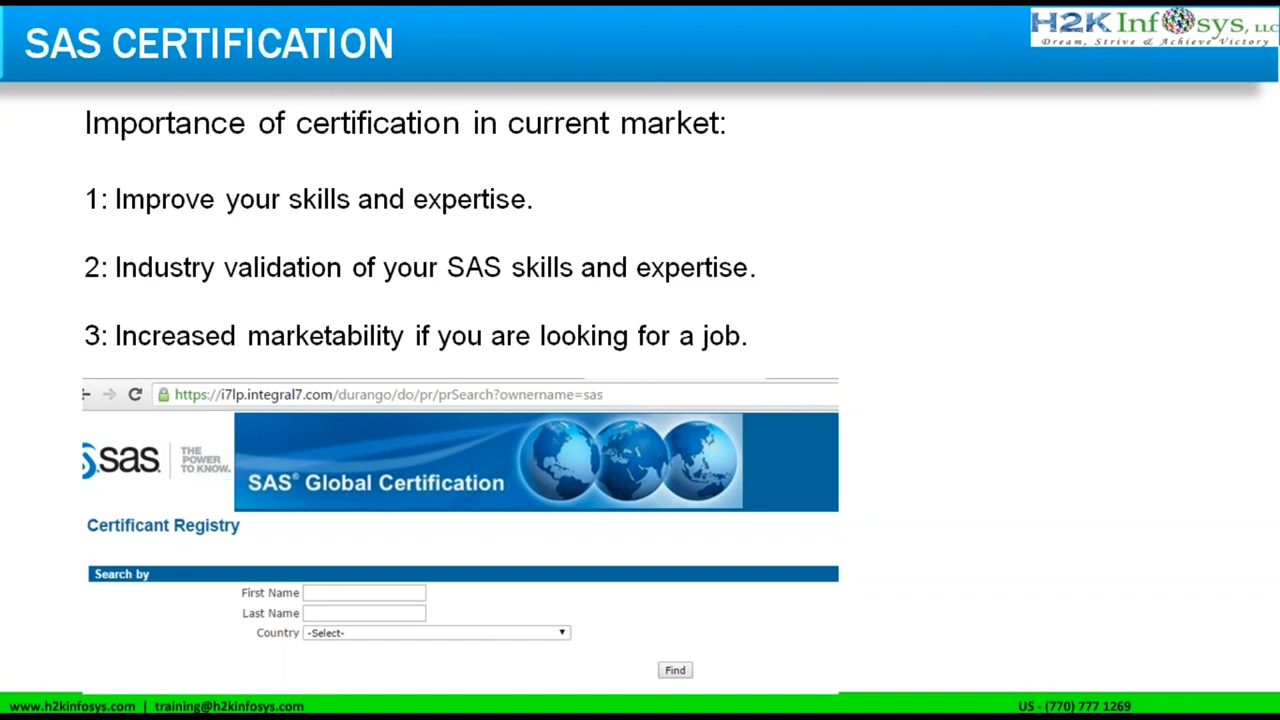 SAS CERTIFICATION
H2K Infosys, LLC
Dream, Strive & Achieve Victory
Importance of certification in current market:
1: Improve your skills and expertise.
2: Industry validation of your SAS skills and expertise.
3: Increased marketability if you are looking for a job.
https://i7lp.integral7.com/durango/do/pr/prSearch?ownername=sas
sas
THE
POWER
TO KNOW.
SAS® Global Certification
Certificant Registry
Search by
First Name
Last Name
Country -Select-
Find
www.h2kinfosys.com | training@h2kinfosys.com
US - (770) 777 1269